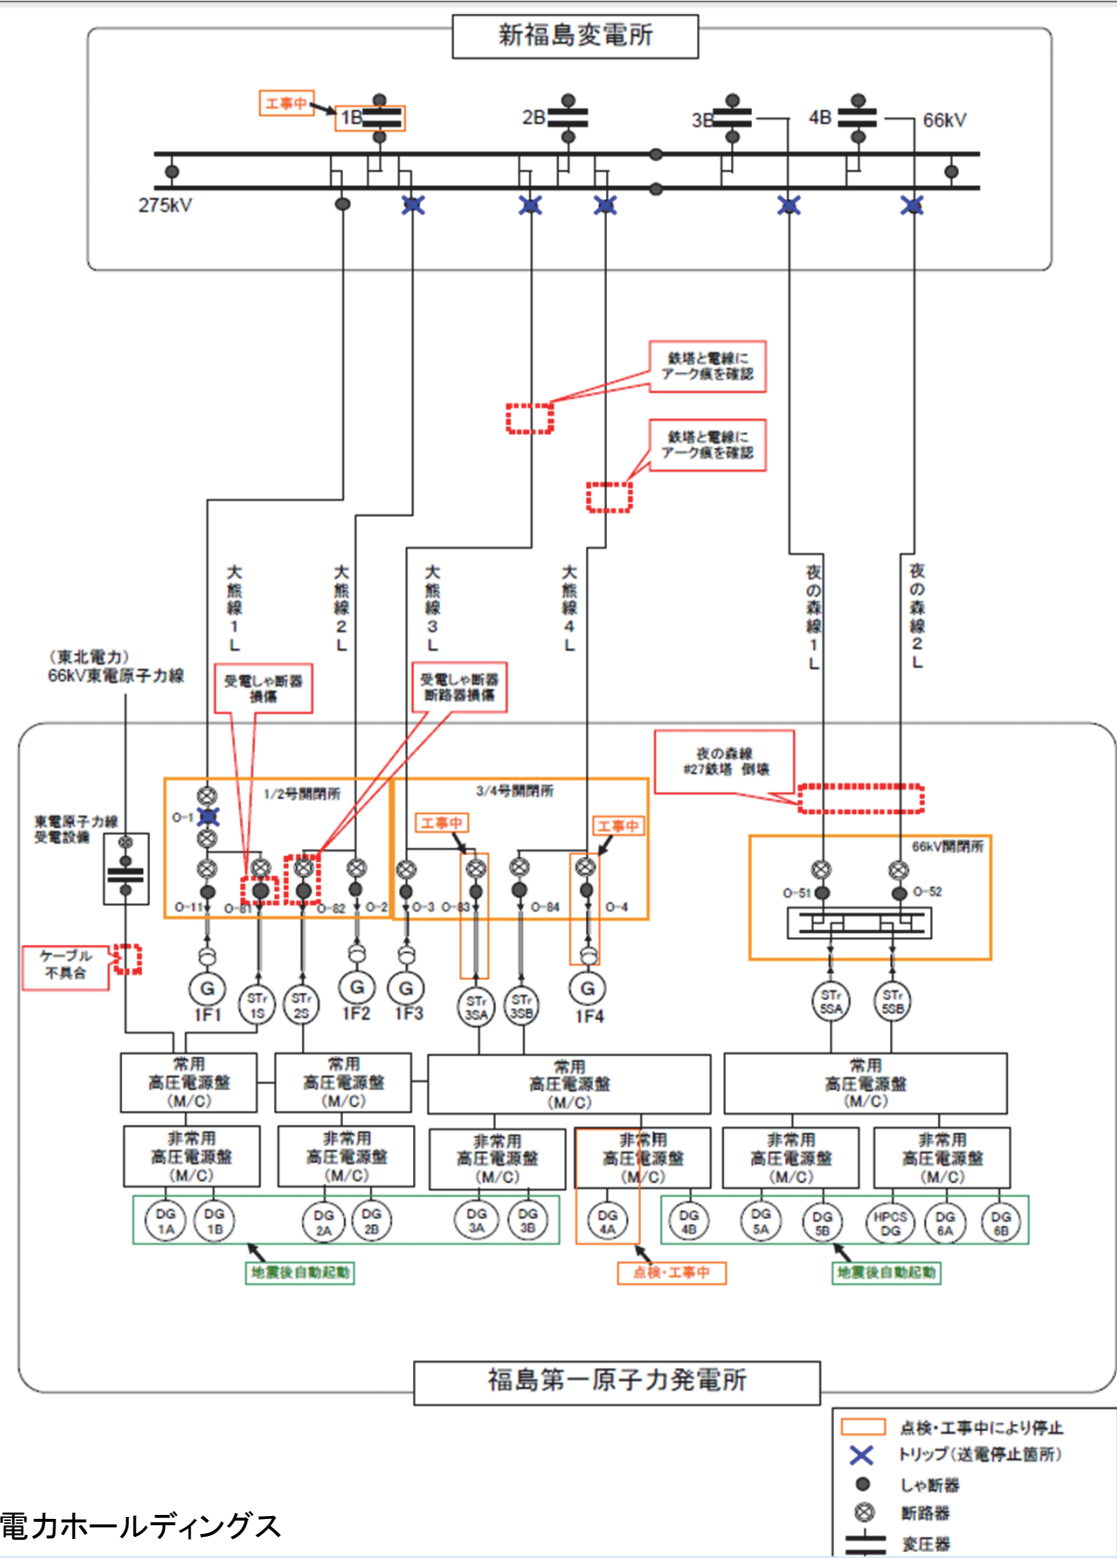 新福島変電所
工事中
1B
2B
3B
4B
66kV
275kV
鉄塔と電線に
アーク痕を確認
鉄塔と電線に
アーク痕を確認
大熊線1L
大熊線2L
大熊線3L
大熊線4L
夜の森線1L
夜の森線2L
(東北電力)
66kV東電原子力線
受電しゃ断器
損傷
受電しゃ断器
断路器損傷
夜の森線
#27鉄塔 倒壊
1/2号開閉所
3/4号開閉所
66kV開閉所
東電原子力線
受電設備
工事中
工事中
O-1
O-11
O-81
O-82
O-2
O-3
O-83
O-84
O-4
O-51
O-52
ケーブル
不具合
G
1F1
STr
1S
STr
2S
G
1F2
G
1F3
STr
3SA
STr
3SB
G
1F4
STr
5SA
STr
5SB
常用
高圧電源盤
(M/C)
常用
高圧電源盤
(M/C)
常用
高圧電源盤
(M/C)
常用
高圧電源盤
(M/C)
非常用
高圧電源盤
(M/C)
非常用
高圧電源盤
(M/C)
非常用
高圧電源盤
(M/C)
非常用
高圧電源盤
(M/C)
非常用
高圧電源盤
(M/C)
非常用
高圧電源盤
(M/C)
DG
1A
DG
1B
DG
2A
DG
2B
DG
3A
DG
3B
DG
4A
DG
4B
DG
5A
DG
5B
HPCS
DG
DG
6A
DG
6B
地震後自動起動
点検・工事中
地震後自動起動
福島第一原子力発電所
点検・工事中により停止
トリップ(送電停止箇所)
しゃ断器
断路器
変圧器
電力ホールディングス